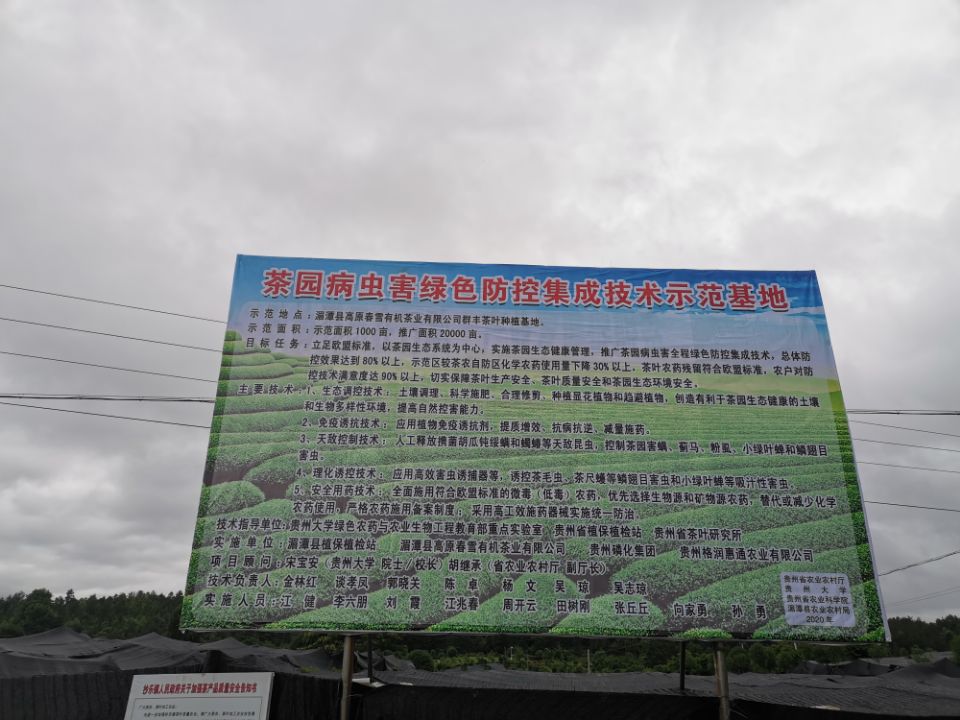 茶园病虫害绿色防控集成技术示范基地
示范地点：湄潭县高原春雪有机茶业有限公司群丰茶叶种植基地。
示范面积：示范面积1000亩，推广面积20000亩。
目标任务：立足欧盟标准，以茶园生态系统为中心，实施茶园生态健康管理，推广茶园病虫害全程绿色防控集成技术，总体防
控效果达到80%以上，示范区较茶农自防区化学农药使用量下降30%以上，茶叶农药残留符合欧盟标准，农户对防
控技术满意度达90%以上，切实保障茶叶生产安全、茶叶质量安全和茶园生态环境安全。
主要技术：1、生态调控技术：土壤调理、科学施肥、合理修剪，种植显花植物和趋避植物，创造有利于茶园生态健康的土壤
和生物多样性环境，提高自然控害能力。
2、免疫诱抗技术：应用植物免疫诱抗剂，提质增效、抗病抗逆、减量施药。
3、天敌控制技术：人工释放携菌胡瓜钝绥螨和蠋蝽等天敌昆虫，控制茶园害螨、蓟马、粉虱、小绿叶蝉和鳞翅目
害虫。
4、理化诱控技术：应用高效害虫诱捕器等，诱控茶毛虫、茶尺蠖等鳞翅目害虫和小绿叶蝉等吸汁性害虫。
5、安全用药技术：全面施用符合欧盟标准的微毒（低毒）农药，优先选择生物源和矿物源农药，替代或减少化学
农药使用，严格农药施用备案制度；采用高工效施药器械实施统一防治。
技术指导单位：贵州大学绿色农药与农业生物工程教育部重点实验室 贵州省植保植检站 贵州省茶叶研究所
实施单位：湄潭县植保植检站 湄潭县高原春雪有机茶业有限公司 贵州磷化集团 贵州格润惠通农业有限公司
项目顾问：宋宝安（贵州大学 院士/校长）胡继承（省农业农村厅 副厅长）
技术负责人：金林红 谈孝凤 郭晓关 陈卓 杨文 吴琼 吴志琼
实施人员：江健 李六朋 刘霞 江兆春 周开云 田树刚 张丘丘 向家勇 孙勇
贵州省农业农村厅
贵州大学
贵州省农业科学院
湄潭县农业农村局
2020年
抄乐镇人民政府关于加强茶产品质量安全告知书